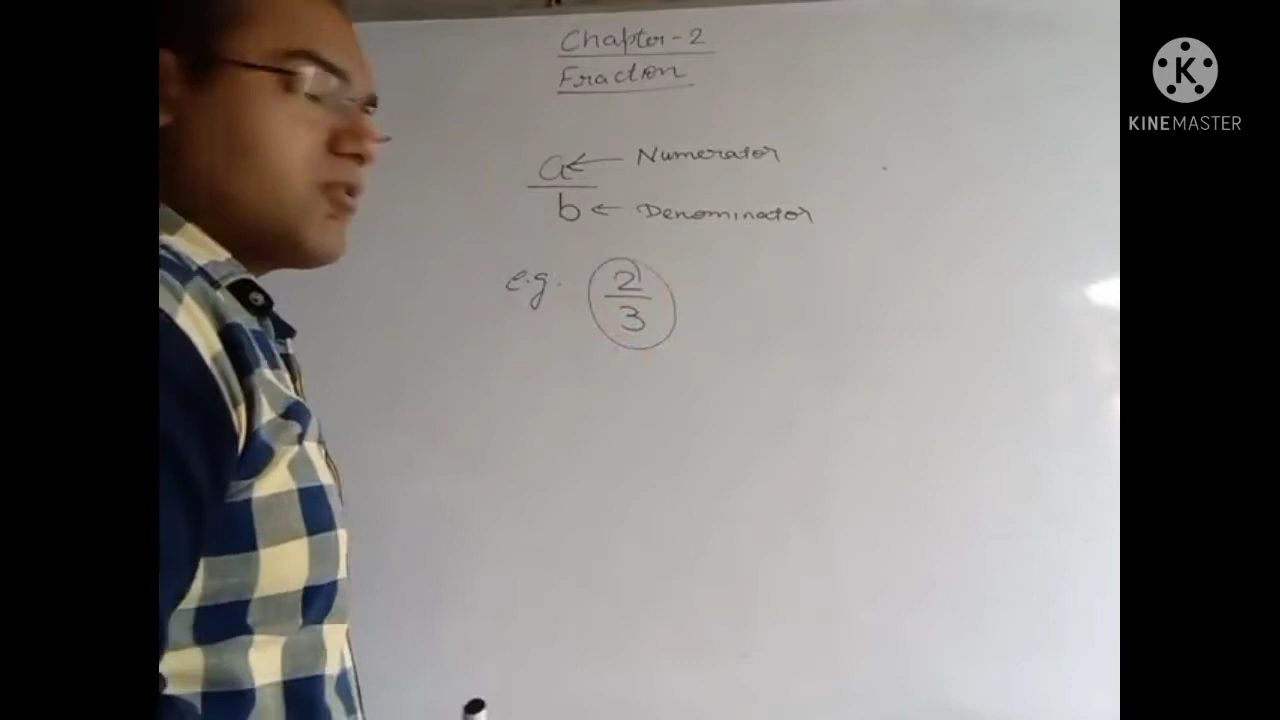 Chapter-2
Fraction
a ← Numerator
b ← Denominator
e.g. 2/3
KINEMASTER